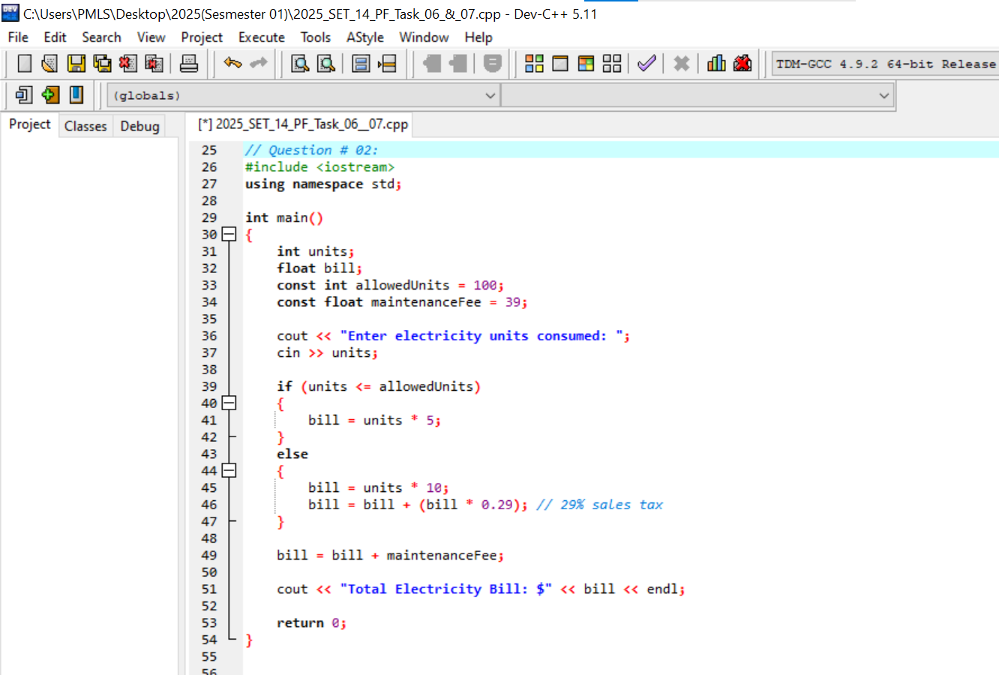 C:\Users\PMLS\Desktop\2025(Sesmester 01)\2025_SET_14_PF_Task_06_&_07.cpp - Dev-C++ 5.11
File Edit Search View Project Execute Tools AStyle Window Help
TDM-GCC 4.9.2 64-bit Release
(globals)
Project Classes Debug
[*] 2025_SET_14_PF_Task_06__07.cpp
25 // Question # 02:
26 #include <iostream>
27 using namespace std;
28
29 int main()
30 {
31 int units;
32 float bill;
33 const int allowedUnits = 100;
34 const float maintenanceFee = 39;
35
36 cout << "Enter electricity units consumed: ";
37 cin >> units;
38
39 if (units <= allowedUnits)
40 {
41 bill = units * 5;
42 }
43 else
44 {
45 bill = units * 10;
46 bill = bill + (bill * 0.29); // 29% sales tax
47 }
48
49 bill = bill + maintenanceFee;
50
51 cout << "Total Electricity Bill: $" << bill << endl;
52
53 return 0;
54 }
55
56